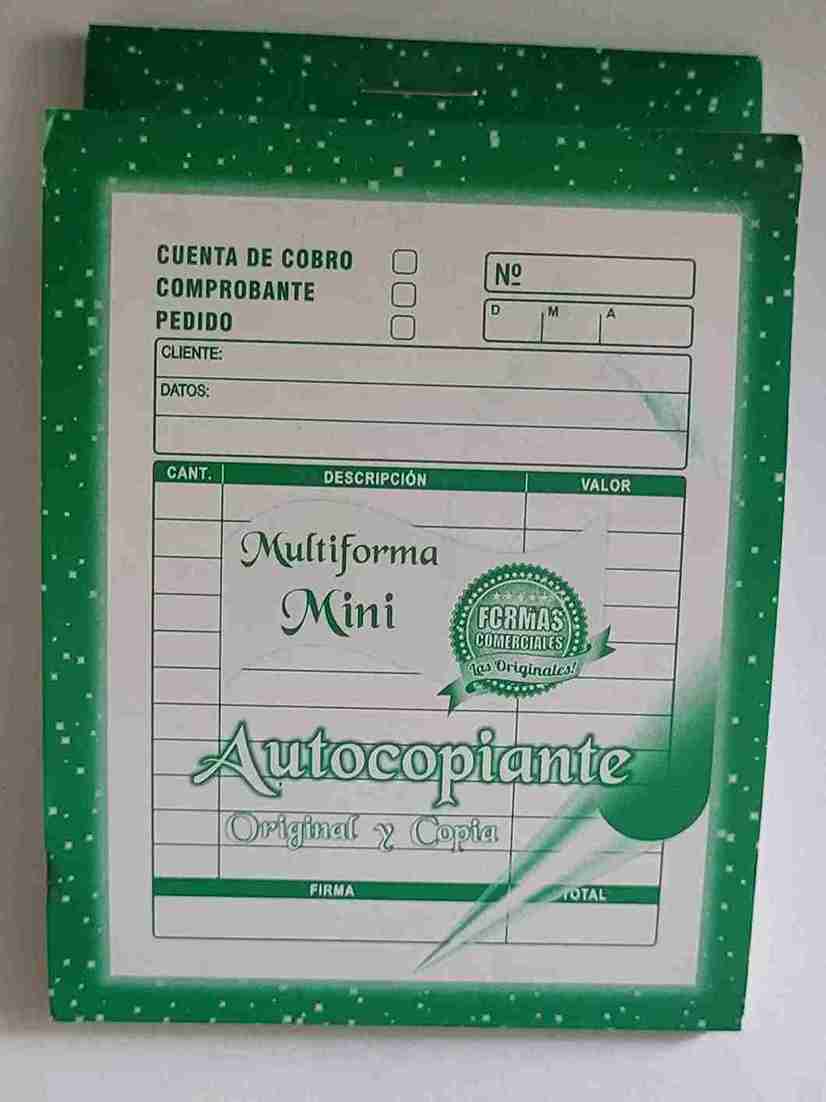 CUENTA DE COBRO
COMPROBANTE
PEDIDO
Nº
D M A
CLIENTE:
DATOS:
CANT. DESCRIPCIÓN VALOR
Multiforma
Mini
FORMAS
COMERCIALES
Las Originales!
Autocopiante
Original y Copia
FIRMA TOTAL